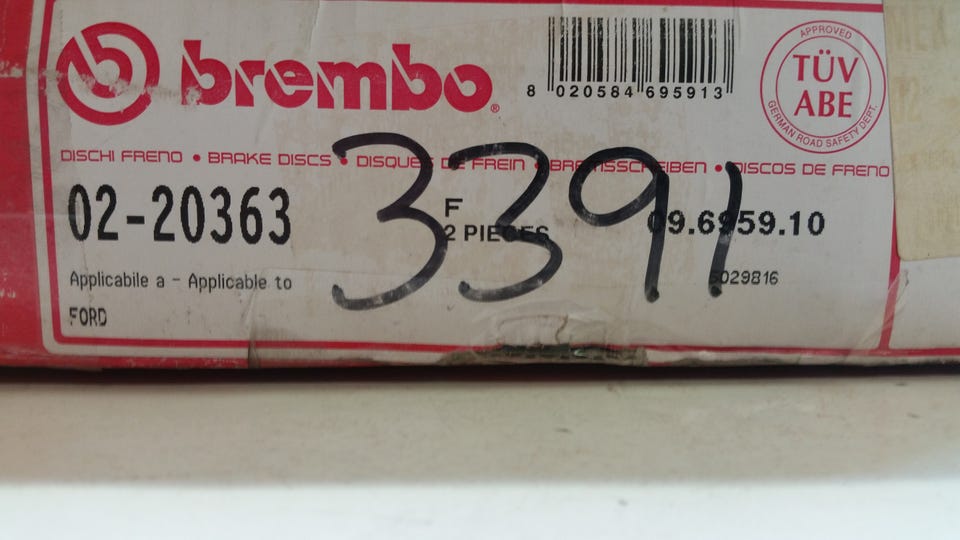 brembo®
8 020584 695913
APPROVED
TÜV
ABE
GERMAN ROAD SAFETY DEPT.
DISCHI FRENO • BRAKE DISCS • DISQUES DE FREIN • BREMSSCHEIBEN • DISCOS DE FRENO
3391
02-20363
F
2 PIECES
09.6959.10
Applicabile a - Applicable to
FORD